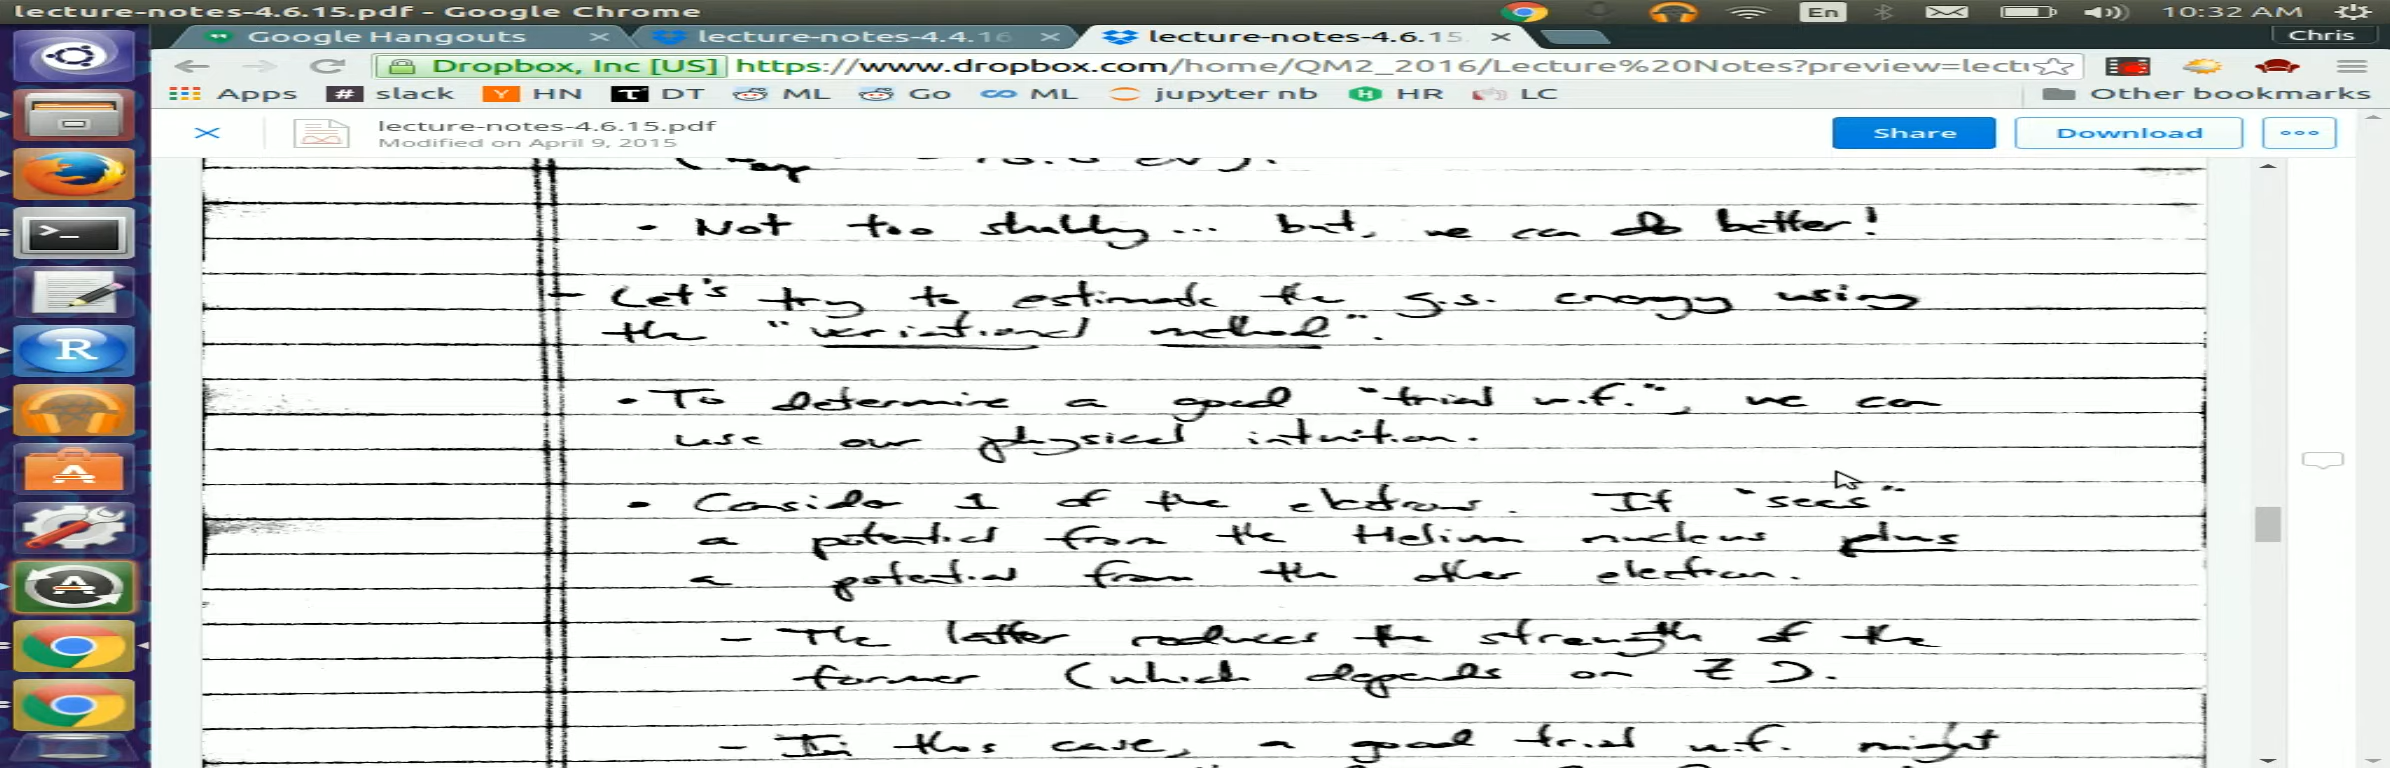 lecture-notes-4.6.15.pdf - Google Chrome
En
10:32 AM
Google Hangouts
lecture-notes-4.4.16
lecture-notes-4.6.15.
Chris
Dropbox, Inc [US] https://www.dropbox.com/home/QM2_2016/Lecture%20Notes?preview=lect
Apps # slack Y HN T DT ML Go ML jupyter nb H HR LC Other bookmarks
lecture-notes-4.6.15.pdf
Modified on April 9, 2015
Share
Download
• Not too shabby... but, we can do better!
- Let's try to estimate the g.s. energy using
the "variational method".
• To determine a good "trial w.f.", we can
use our physical intuition.
• Consider 1 of the electrons. It "sees"
a potential from the Helium nucleus plus
a potential from the other electron.
- The latter reduces the strength of the
former (which depends on Z).
- In this case, a good trial w.f. might